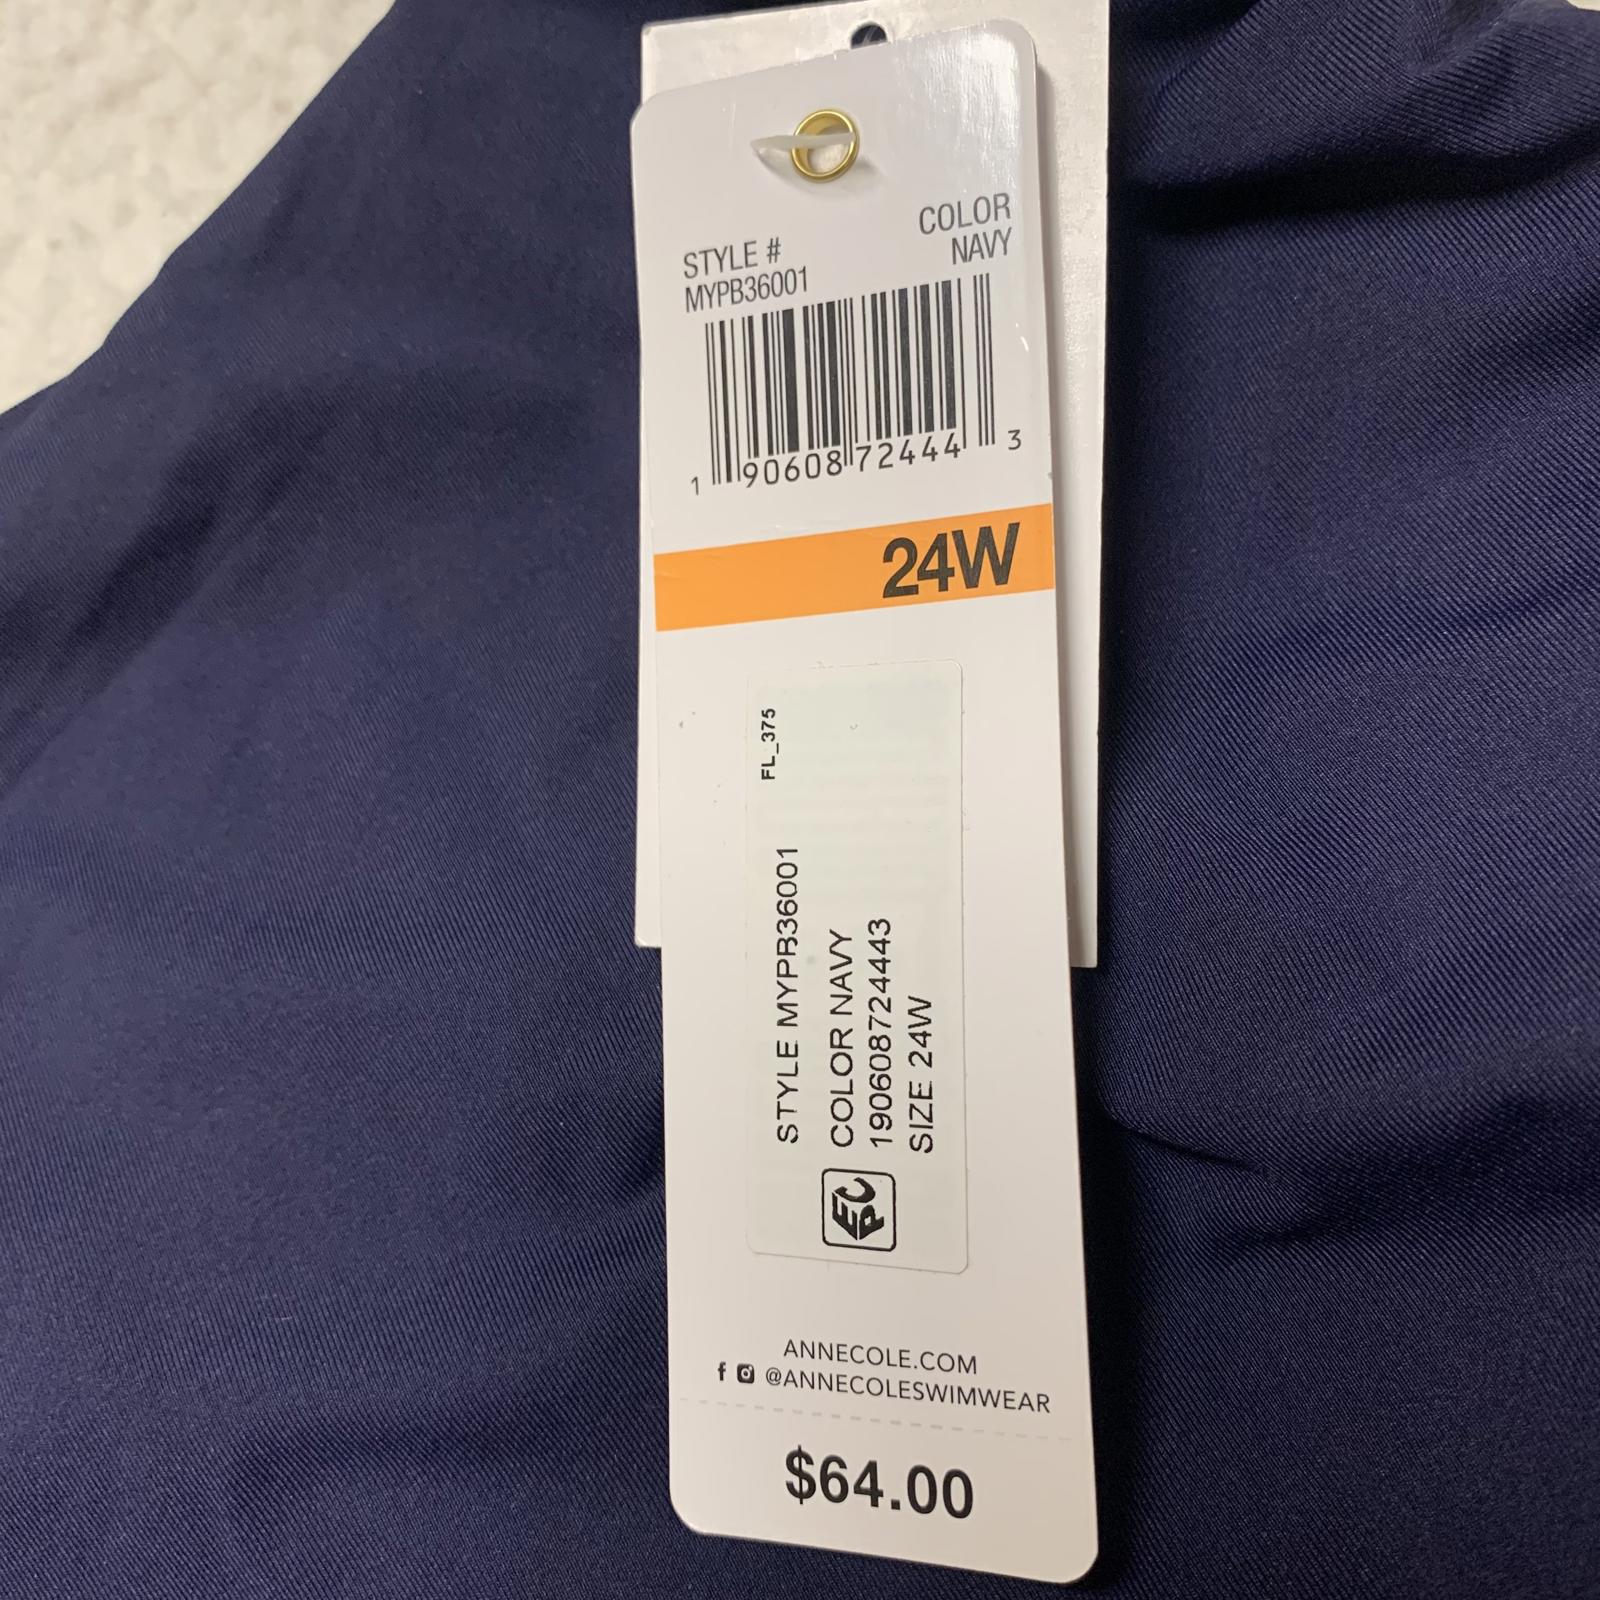 STYLE #
MYPB36001
COLOR
NAVY
1 90608 72444 3
24W
FL_375
STYLE MYPB36001
COLOR NAVY
190608724443
SIZE 24W
EPC
ANNECOLE.COM
@ANNECOLESWIMWEAR
$64.00